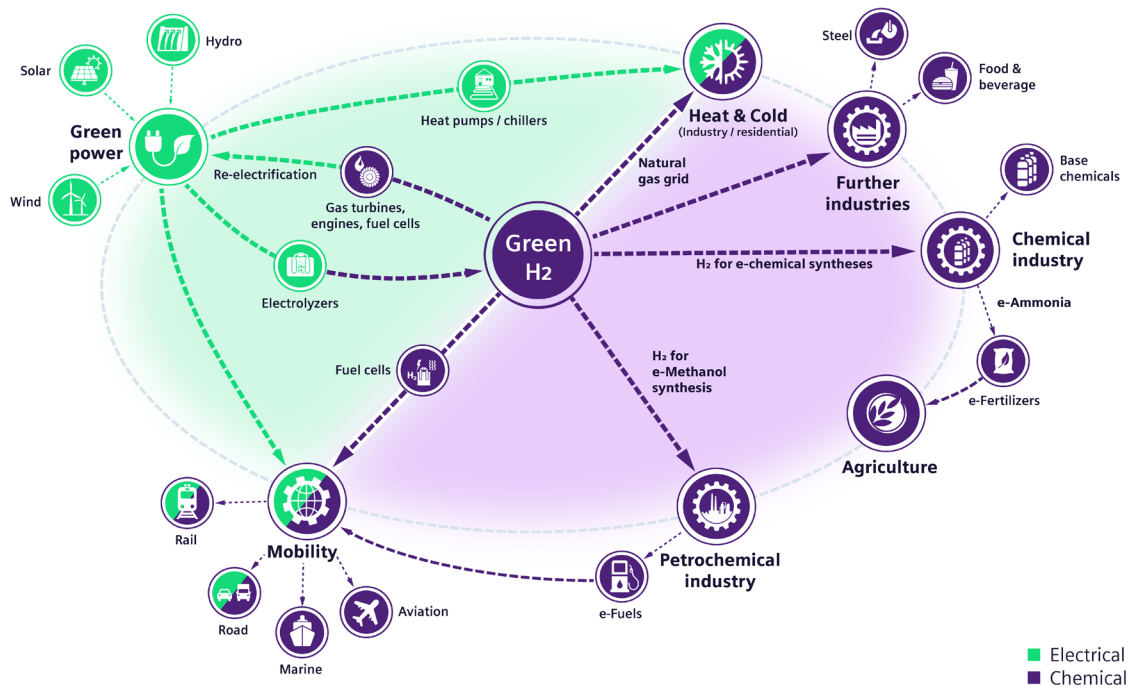 Hydro
Solar
Green
power
Wind
Heat pumps / chillers
Re-electrification
Gas turbines,
engines, fuel cells
Electrolyzers
Green
H2
Heat & Cold
(Industry / residential)
Natural
gas grid
Steel
Food &
beverage
Further
industries
Base
chemicals
Chemical
industry
H₂ for e-chemical syntheses
e-Ammonia
e-Fertilizers
Agriculture
H₂ for
e-Methanol
synthesis
Fuel cells
H₂
Petrochemical
industry
e-Fuels
Mobility
Rail
Road
Marine
Aviation
Electrical
Chemical